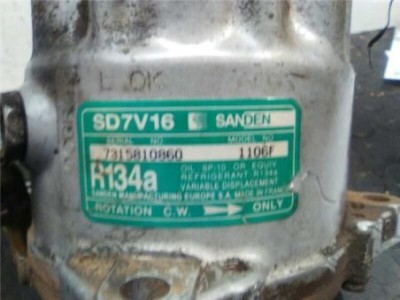 L OK
SD7V16 SANDEN
SERIAL NO MODEL NO
7315810860 1106F
R134a
OIL SP-10 OR EQUIV
REFRIGERANT R134a
VARIABLE DISPLACEMENT
SANDEN MANUFACTURING EUROPE S.A. MADE IN FRANCE
ROTATION C.W. ONLY